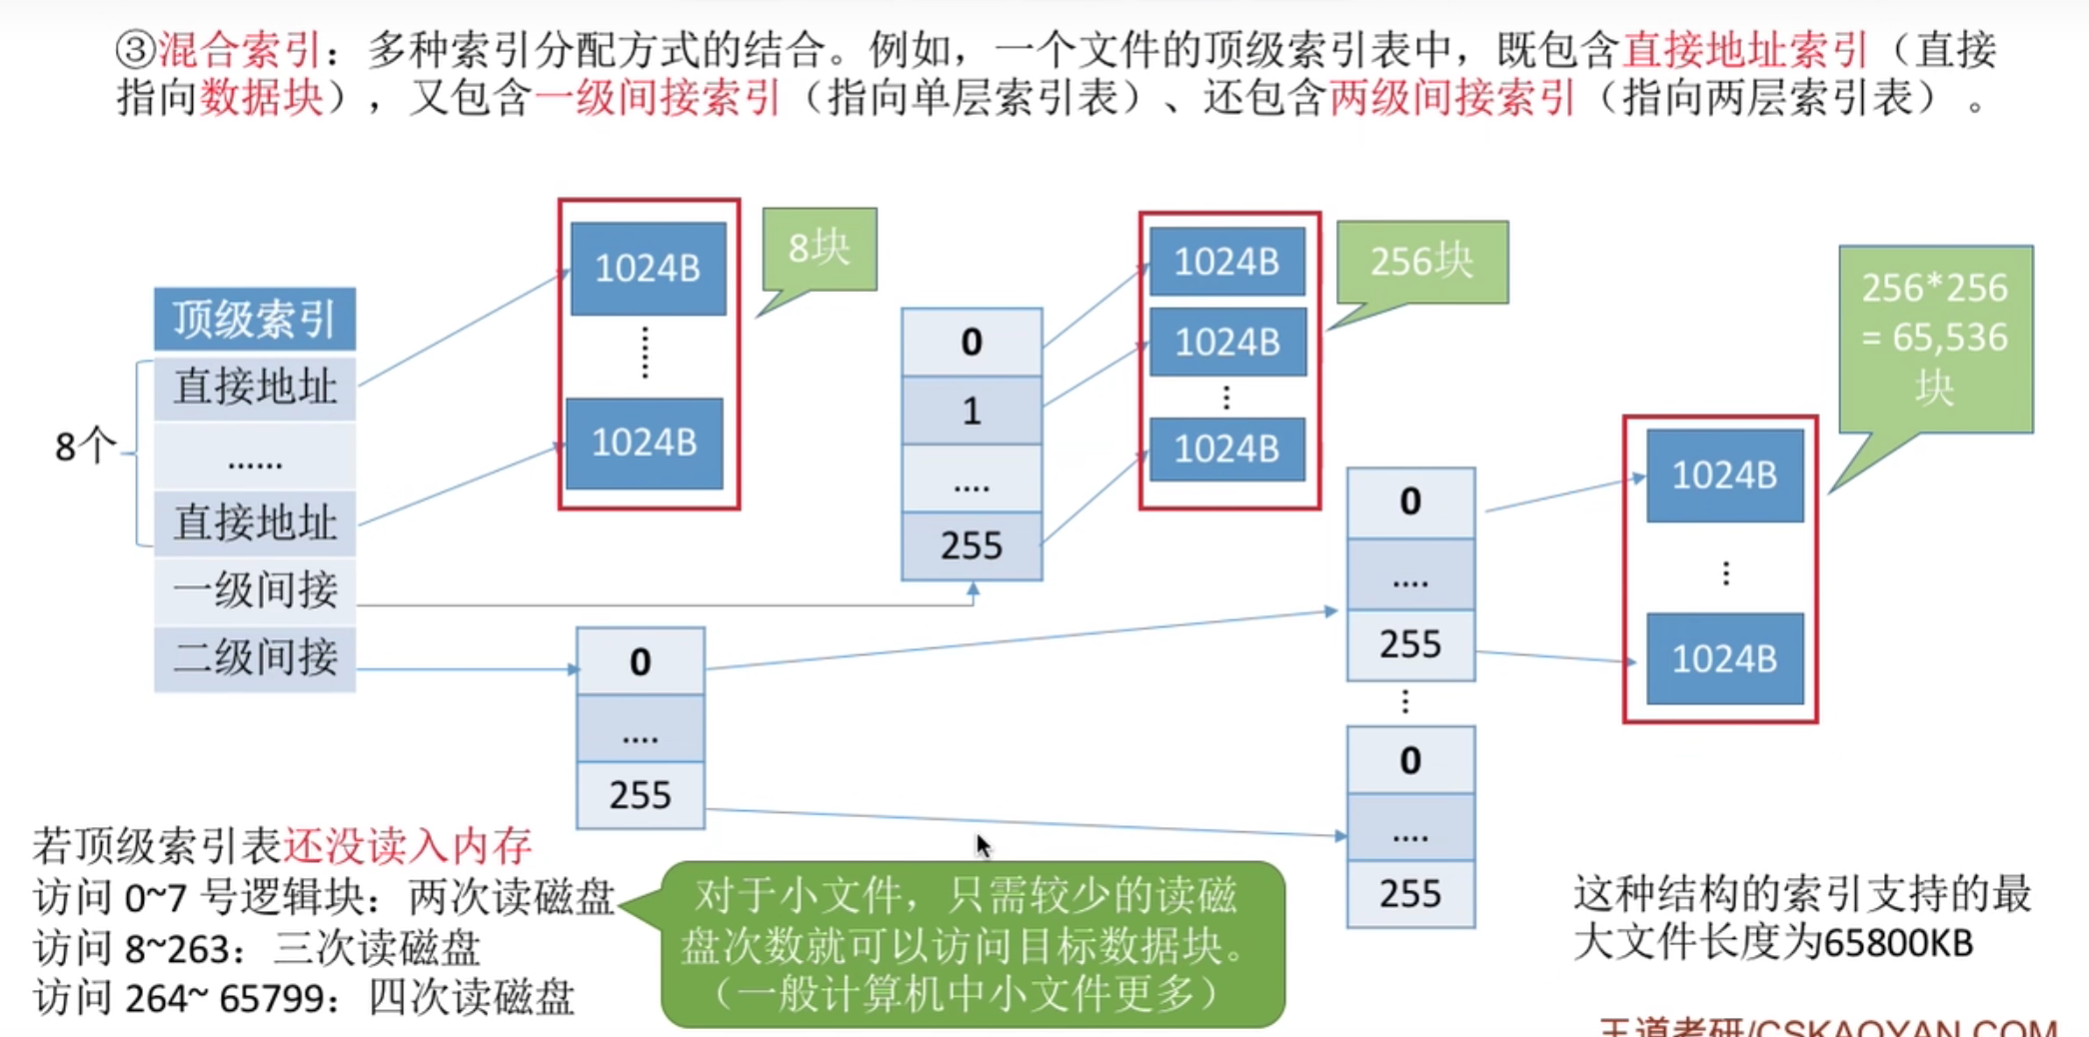 ③混合索引：多种索引分配方式的结合。例如，一个文件的顶级索引表中，既包含直接地址索引（直接
指向数据块），又包含一级间接索引（指向单层索引表）、还包含两级间接索引（指向两层索引表）。
顶级索引
直接地址
......
直接地址
一级间接
二级间接
8个
1024B
1024B
8块
0
1
....
255
1024B
1024B
1024B
256块
0
....
255
0
....
255
0
....
255
1024B
1024B
256*256
= 65,536
块
若顶级索引表还没读入内存
访问 0~7 号逻辑块：两次读磁盘
访问 8~263：三次读磁盘
访问 264~ 65799：四次读磁盘
对于小文件，只需较少的读磁
盘次数就可以访问目标数据块。
（一般计算机中小文件更多）
这种结构的索引支持的最
大文件长度为65800KB
王道考研/CSKAOYAN.COM